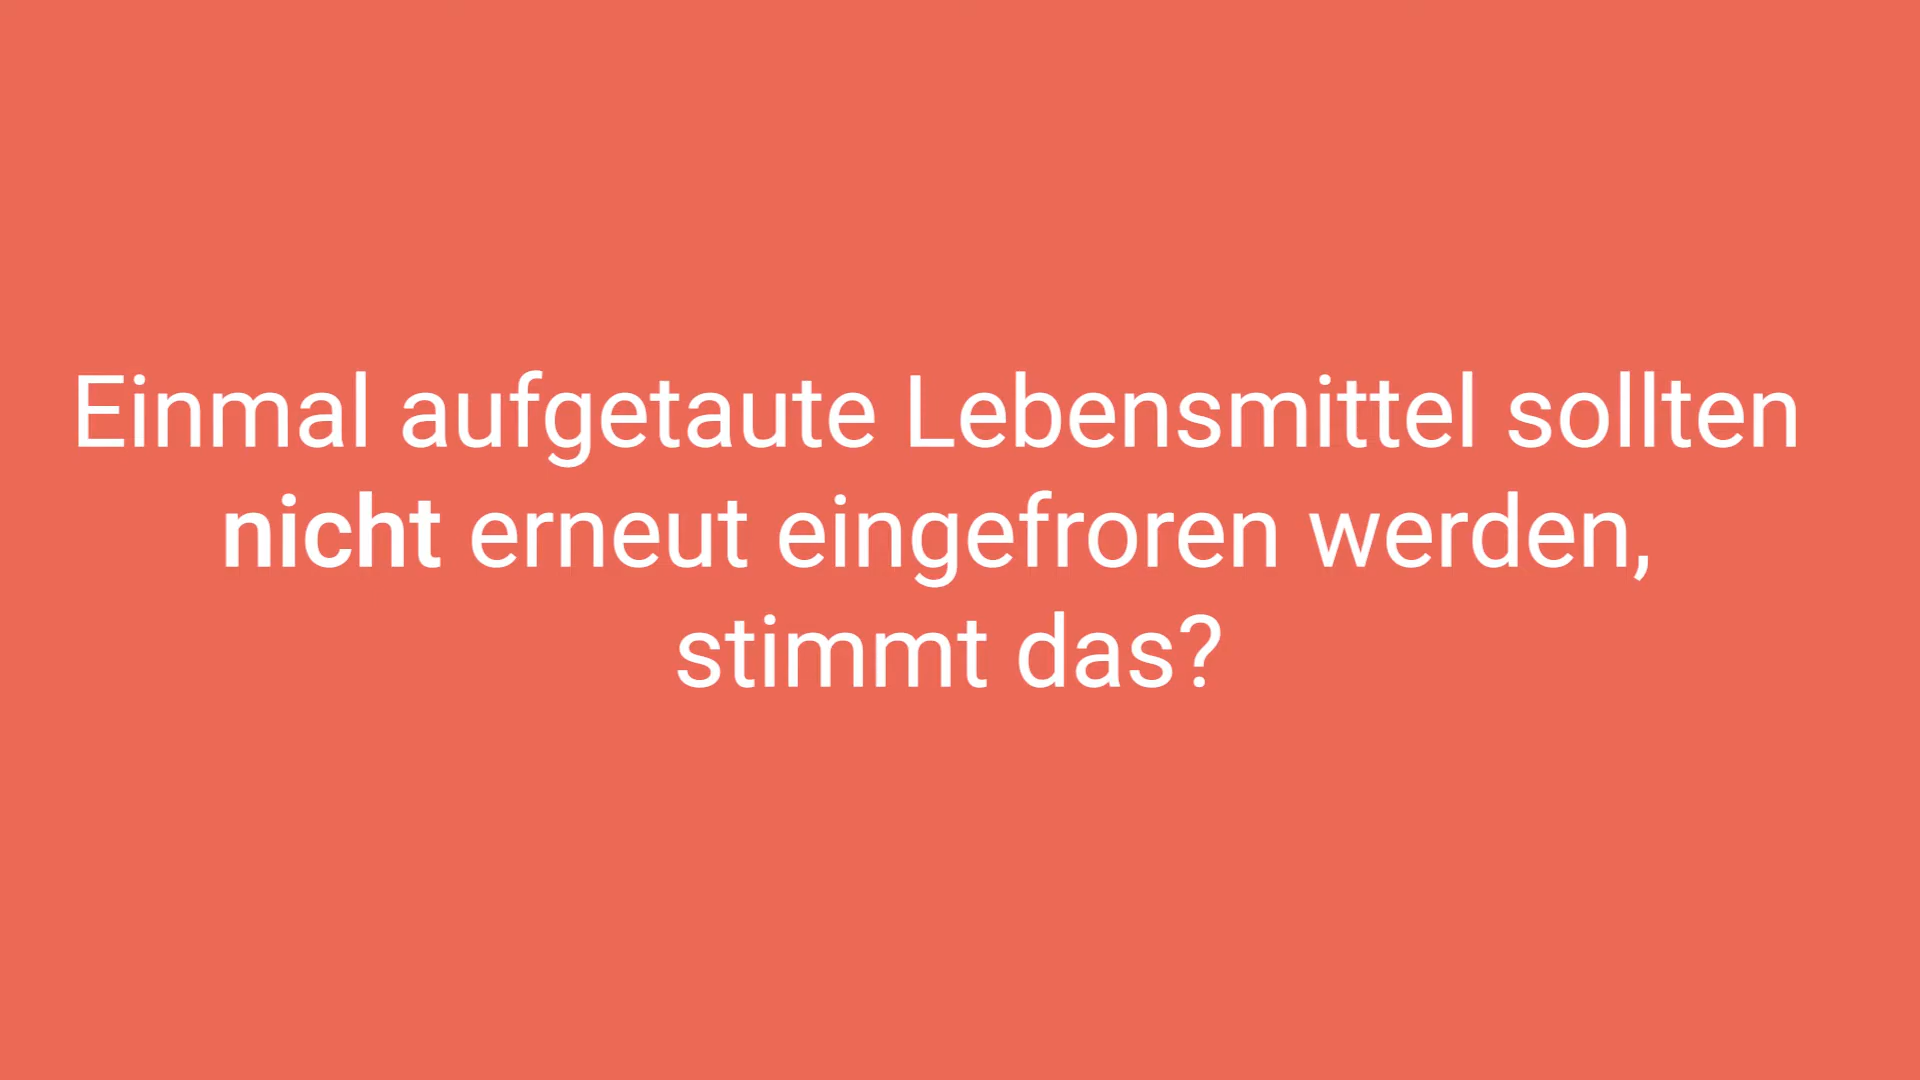 Einmal aufgetaute Lebensmittel sollten
nicht erneut eingefroren werden,
stimmt das?